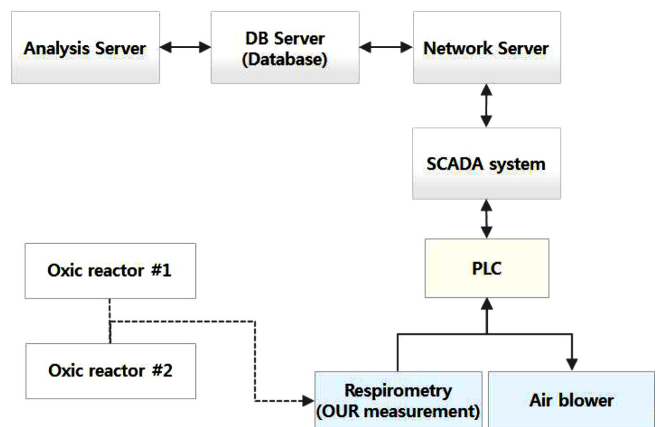 Analysis Server
DB Server
(Database)
Network Server
SCADA system
PLC
Oxic reactor #1
Oxic reactor #2
Respirometry
(OUR measurement)
Air blower